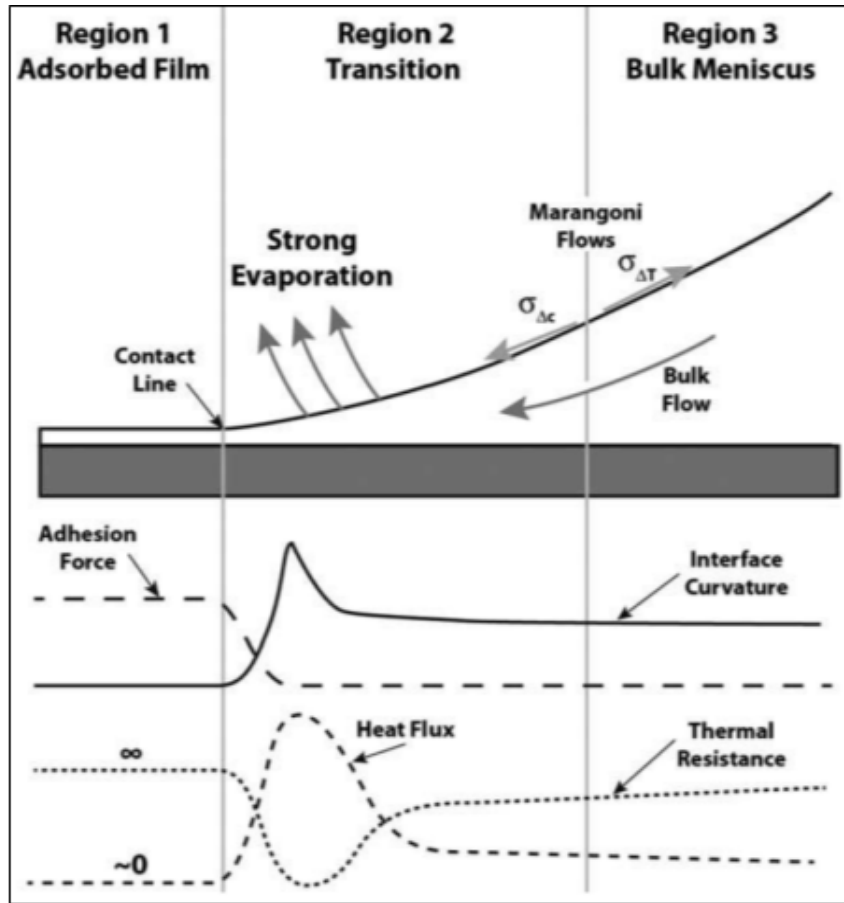 Region 1
Adsorbed Film
Region 2
Transition
Region 3
Bulk Meniscus
Marangoni
Flows
Strong
Evaporation
σΔT
σΔc
Contact
Line
Bulk
Flow
Adhesion
Force
Interface
Curvature
Heat Flux
Thermal
Resistance
∞
~0